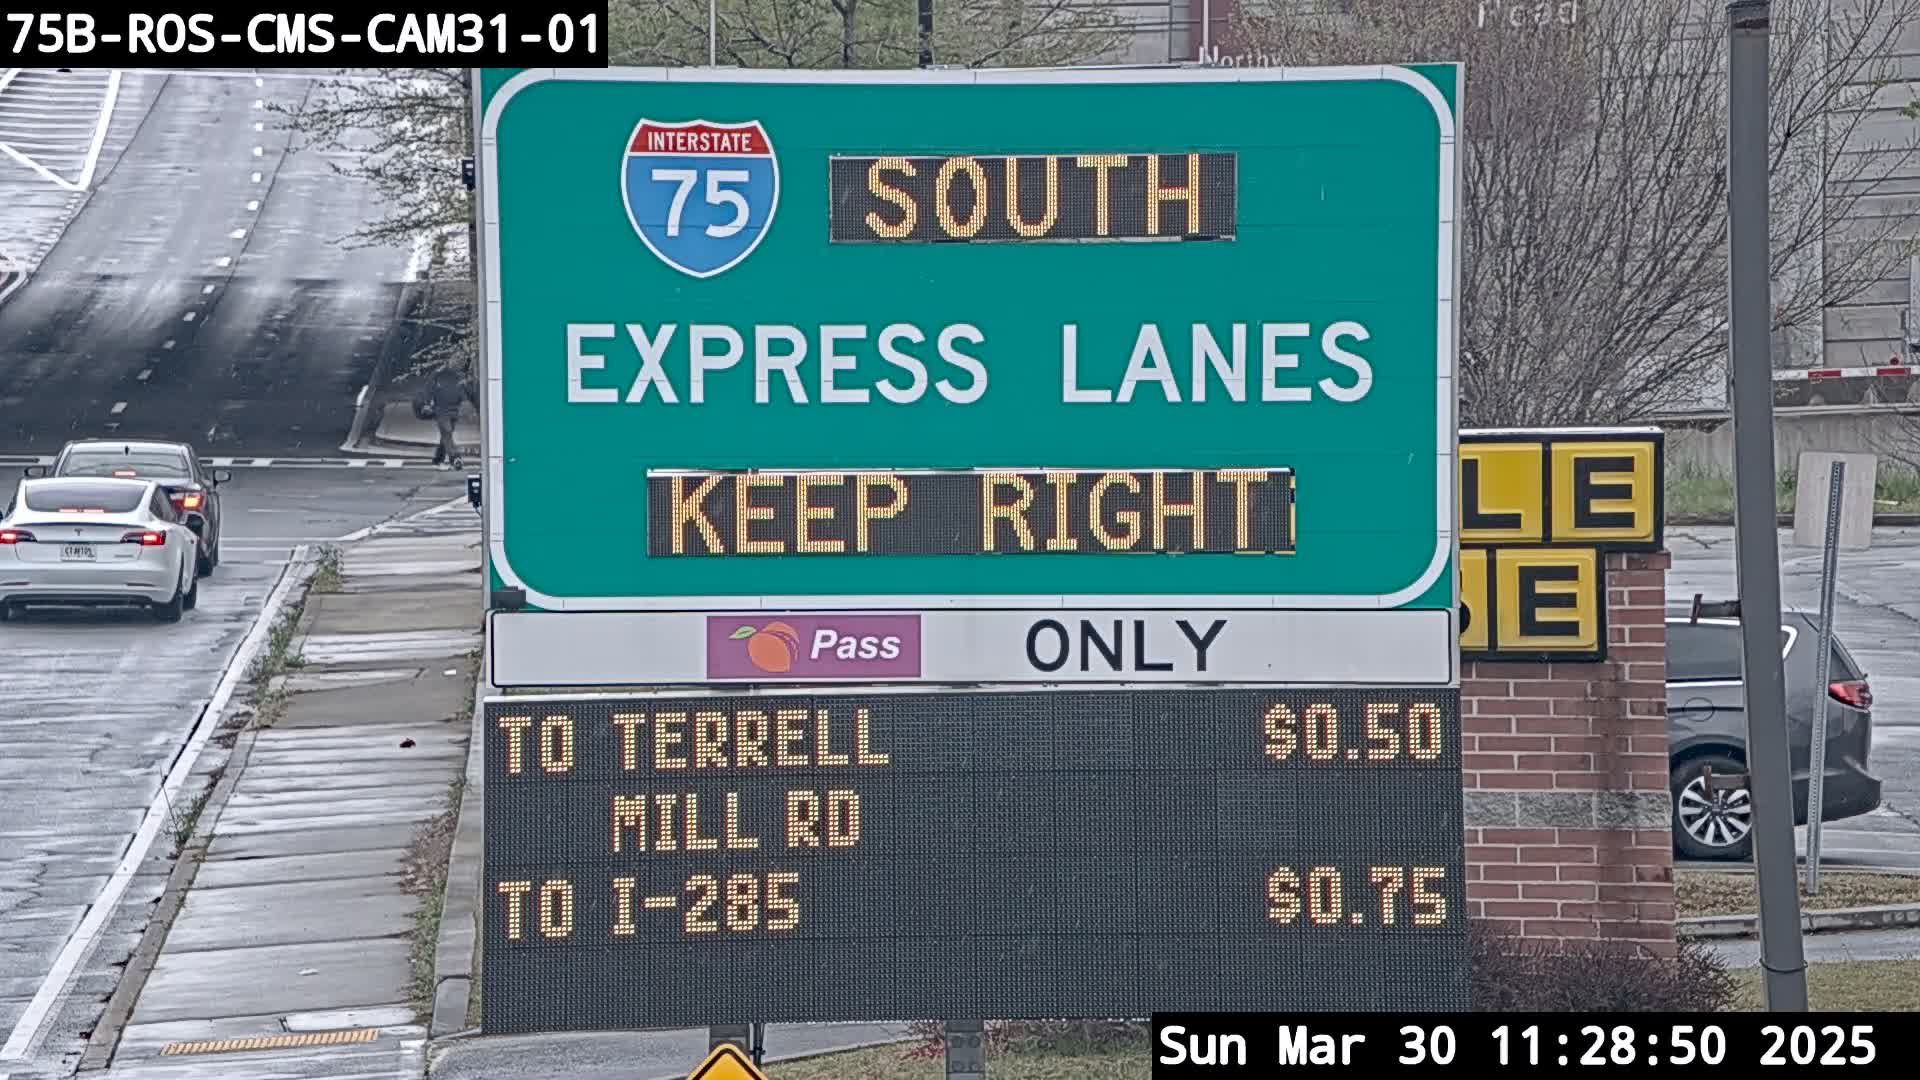 75B-ROS-CMS-CAM31-01
Road
INTERSTATE
75
SOUTH
EXPRESS LANES
KEEP RIGHT
LE
E
Pass ONLY
TO TERRELL $0.50
MILL RD
TO I-285 $0.75
Sun Mar 30 11:28:50 2025